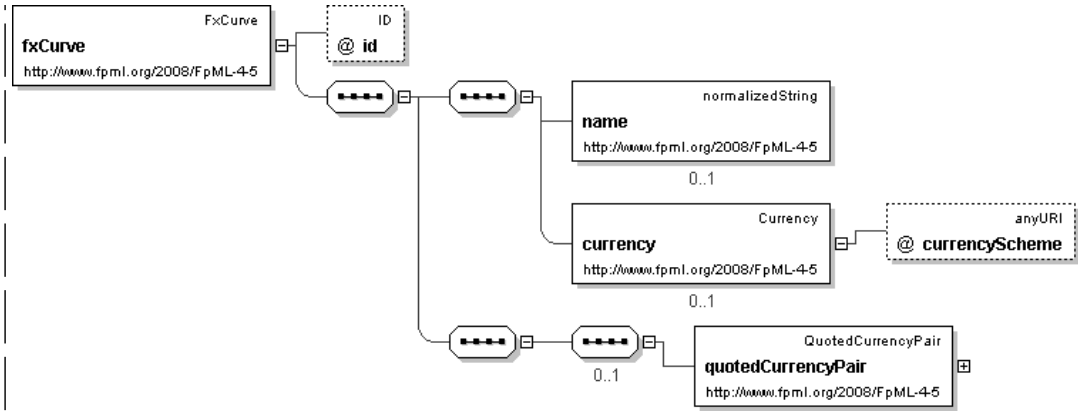 FxCurve
fxCurve
http://www.fpml.org/2008/FpML-4-5
ID
@ id
normalizedString
name
http://www.fpml.org/2008/FpML-4-5
0..1
Currency
currency
http://www.fpml.org/2008/FpML-4-5
0..1
anyURI
@ currencyScheme
0..1
QuotedCurrencyPair
quotedCurrencyPair
http://www.fpml.org/2008/FpML-4-5